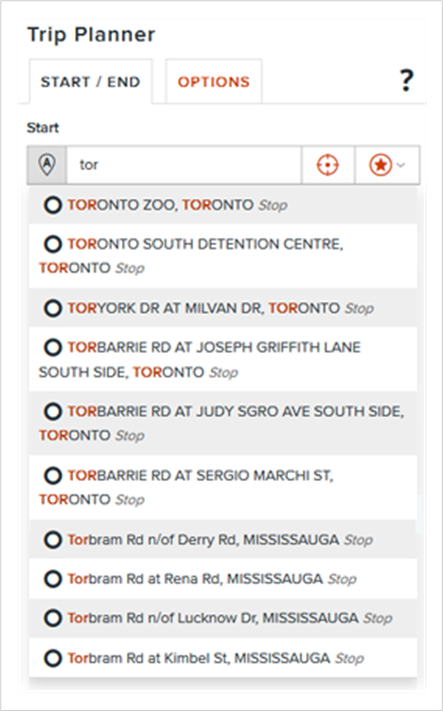 Trip Planner
START / END
OPTIONS
?
Start
A
tor
TORONTO ZOO, TORONTO Stop
TORONTO SOUTH DETENTION CENTRE,
TORONTO Stop
TORYORK DR AT MILVAN DR, TORONTO Stop
TORBARRIE RD AT JOSEPH GRIFFITH LANE
SOUTH SIDE, TORONTO Stop
TORBARRIE RD AT JUDY SGRO AVE SOUTH SIDE,
TORONTO Stop
TORBARRIE RD AT SERGIO MARCHI ST,
TORONTO Stop
Torbram Rd n/of Derry Rd, MISSISSAUGA Stop
Torbram Rd at Rena Rd, MISSISSAUGA Stop
Torbram Rd n/of Lucknow Dr, MISSISSAUGA Stop
Torbram Rd at Kimbel St, MISSISSAUGA Stop